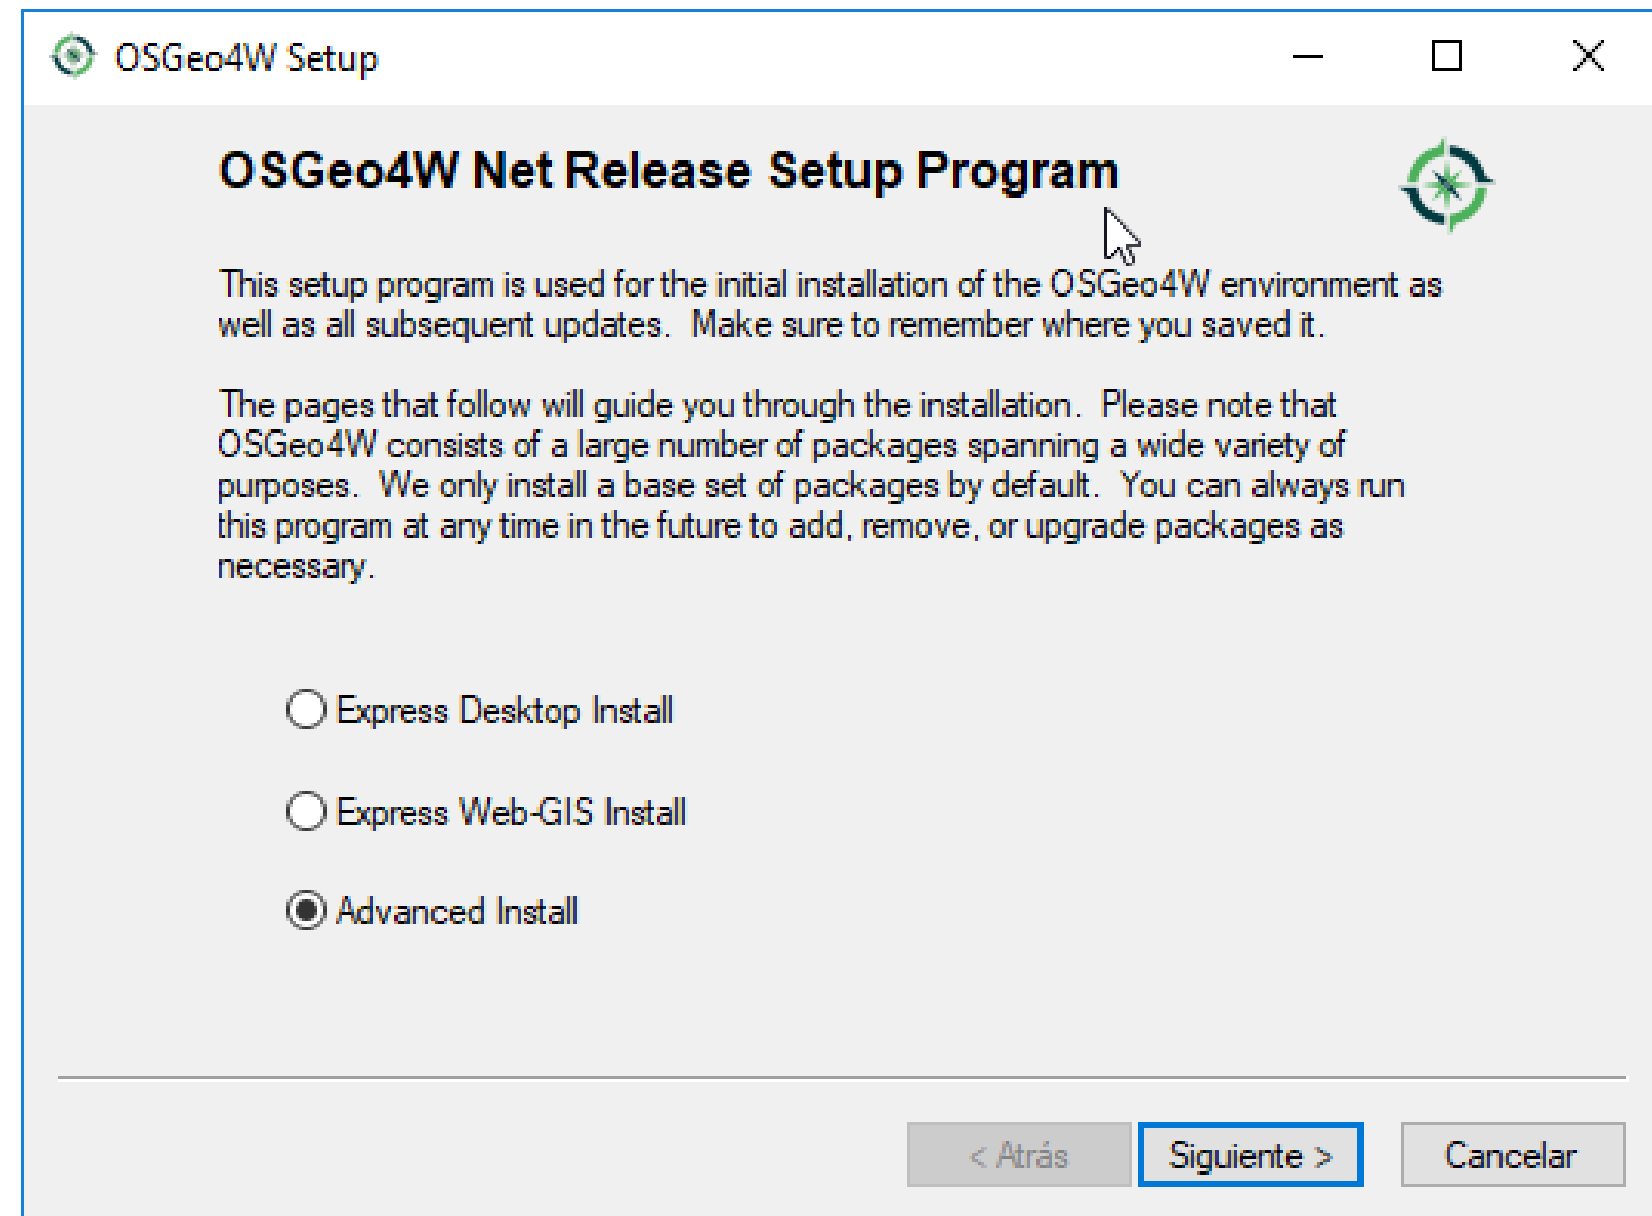 OSGeo4W Setup
OSGeo4W Net Release Setup Program
This setup program is used for the initial installation of the OSGeo4W environment as
well as all subsequent updates.  Make sure to remember where you saved it.
The pages that follow will guide you through the installation.  Please note that
OSGeo4W consists of a large number of packages spanning a wide variety of
purposes.  We only install a base set of packages by default.  You can always run
this program at any time in the future to add, remove, or upgrade packages as
necessary.
Express Desktop Install
Express Web-GIS Install
Advanced Install
< Atrás
Siguiente >
Cancelar